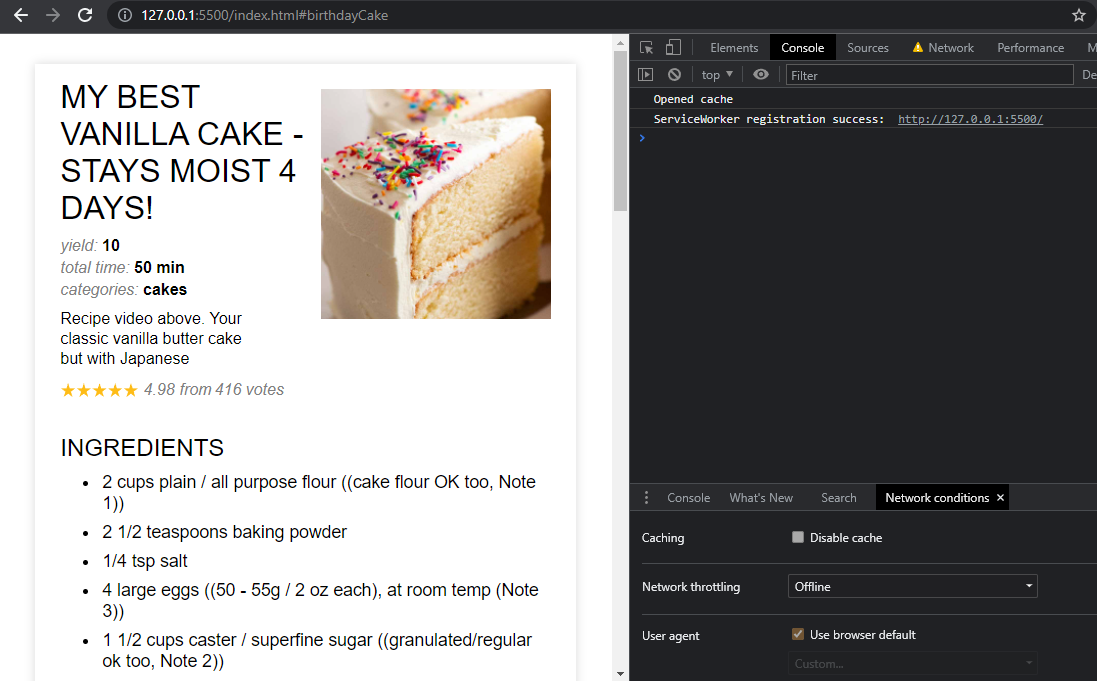 127.0.0.1:5500/index.html#birthdayCake
MY BEST
VANILLA CAKE -
STAYS MOIST 4
DAYS!
yield: 10
total time: 50 min
categories: cakes
Recipe video above. Your
classic vanilla butter cake
but with Japanese
4.98 from 416 votes
INGREDIENTS
2 cups plain / all purpose flour ((cake flour OK too, Note
1))
2 1/2 teaspoons baking powder
1/4 tsp salt
4 large eggs ((50 - 55g / 2 oz each), at room temp (Note
3))
1 1/2 cups caster / superfine sugar ((granulated/regular
ok too, Note 2))
Elements Console Sources Network Performance M
top Filter De
Opened cache
ServiceWorker registration success: http://127.0.0.1:5500/
Console What's New Search Network conditions ×
Caching Disable cache
Network throttling Offline
User agent Use browser default
Custom...